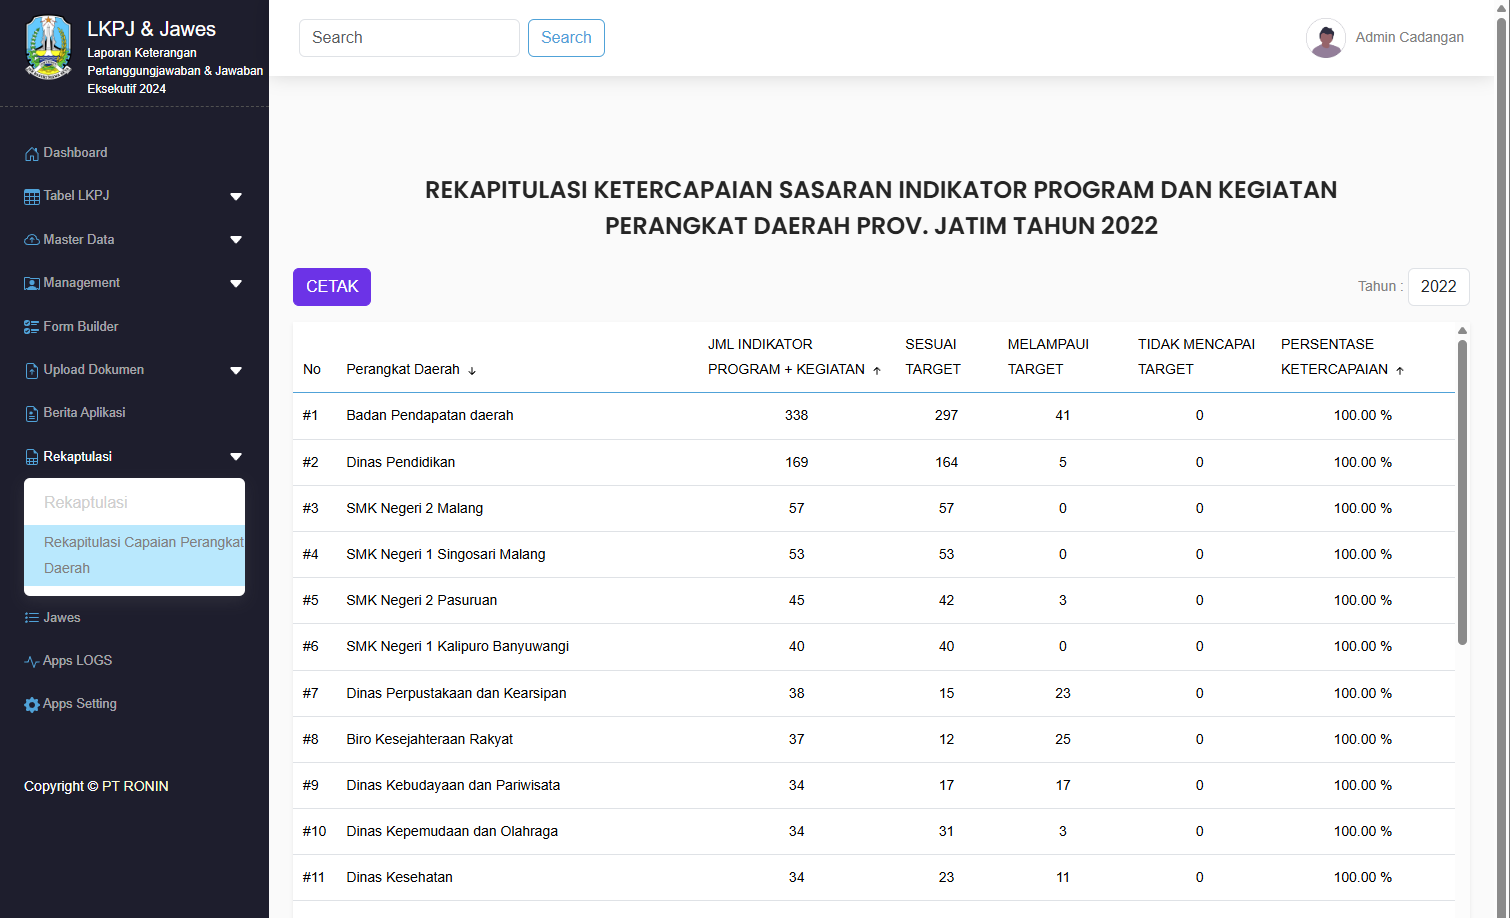 LKPJ & Jawes
Laporan Keterangan
Pertanggungjawaban & Jawaban
Eksekutif 2024
Search
Search
Admin Cadangan
Dashboard
Tabel LKPJ
Master Data
Management
Form Builder
Upload Dokumen
Berita Aplikasi
Rekaptulasi
Rekaptulasi
Rekapitulasi Capaian Perangkat
Daerah
Jawes
Apps LOGS
Apps Setting
Copyright © PT RONIN
REKAPITULASI KETERCAPAIAN SASARAN INDIKATOR PROGRAM DAN KEGIATAN
PERANGKAT DAERAH PROV. JATIM TAHUN 2022
CETAK
Tahun : 2022
No Perangkat Daerah ↓ JML INDIKATOR PROGRAM + KEGIATAN ↑ SESUAI TARGET MELAMPAUI TARGET TIDAK MENCAPAI TARGET PERSENTASE KETERCAPAIAN ↑
#1 Badan Pendapatan daerah 338 297 41 0 100.00 %
#2 Dinas Pendidikan 169 164 5 0 100.00 %
#3 SMK Negeri 2 Malang 57 57 0 0 100.00 %
#4 SMK Negeri 1 Singosari Malang 53 53 0 0 100.00 %
#5 SMK Negeri 2 Pasuruan 45 42 3 0 100.00 %
#6 SMK Negeri 1 Kalipuro Banyuwangi 40 40 0 0 100.00 %
#7 Dinas Perpustakaan dan Kearsipan 38 15 23 0 100.00 %
#8 Biro Kesejahteraan Rakyat 37 12 25 0 100.00 %
#9 Dinas Kebudayaan dan Pariwisata 34 17 17 0 100.00 %
#10 Dinas Kepemudaan dan Olahraga 34 31 3 0 100.00 %
#11 Dinas Kesehatan 34 23 11 0 100.00 %